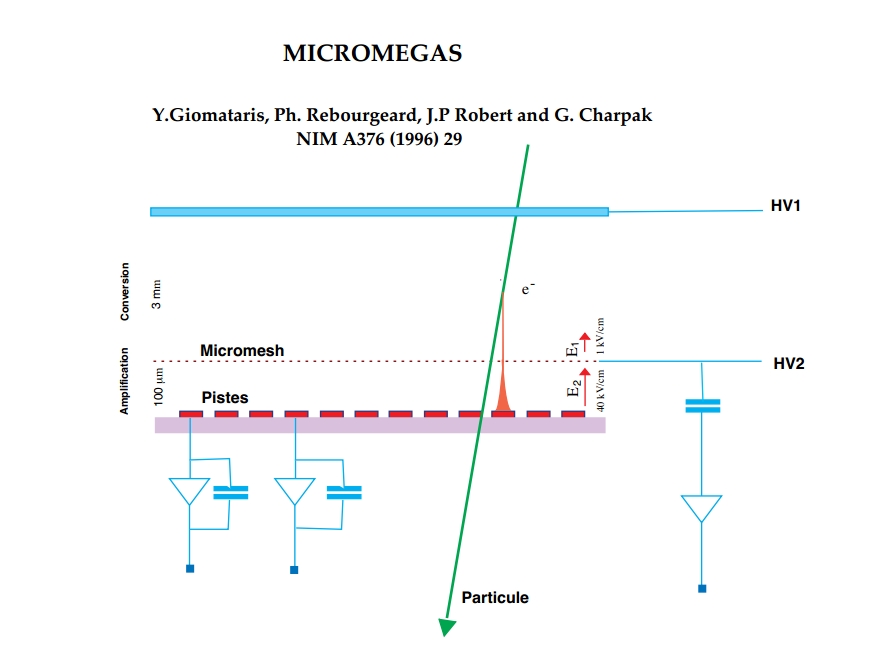 MICROMEGAS
Y.Giomataris, Ph. Rebourgeard, J.P Robert and G. Charpak
NIM A376 (1996) 29
HV1
Conversion
3 mm
e-
Micromesh
E1
1 kV/cm
HV2
Amplification
100 µm
Pistes
E2
40 kV/cm
Particule